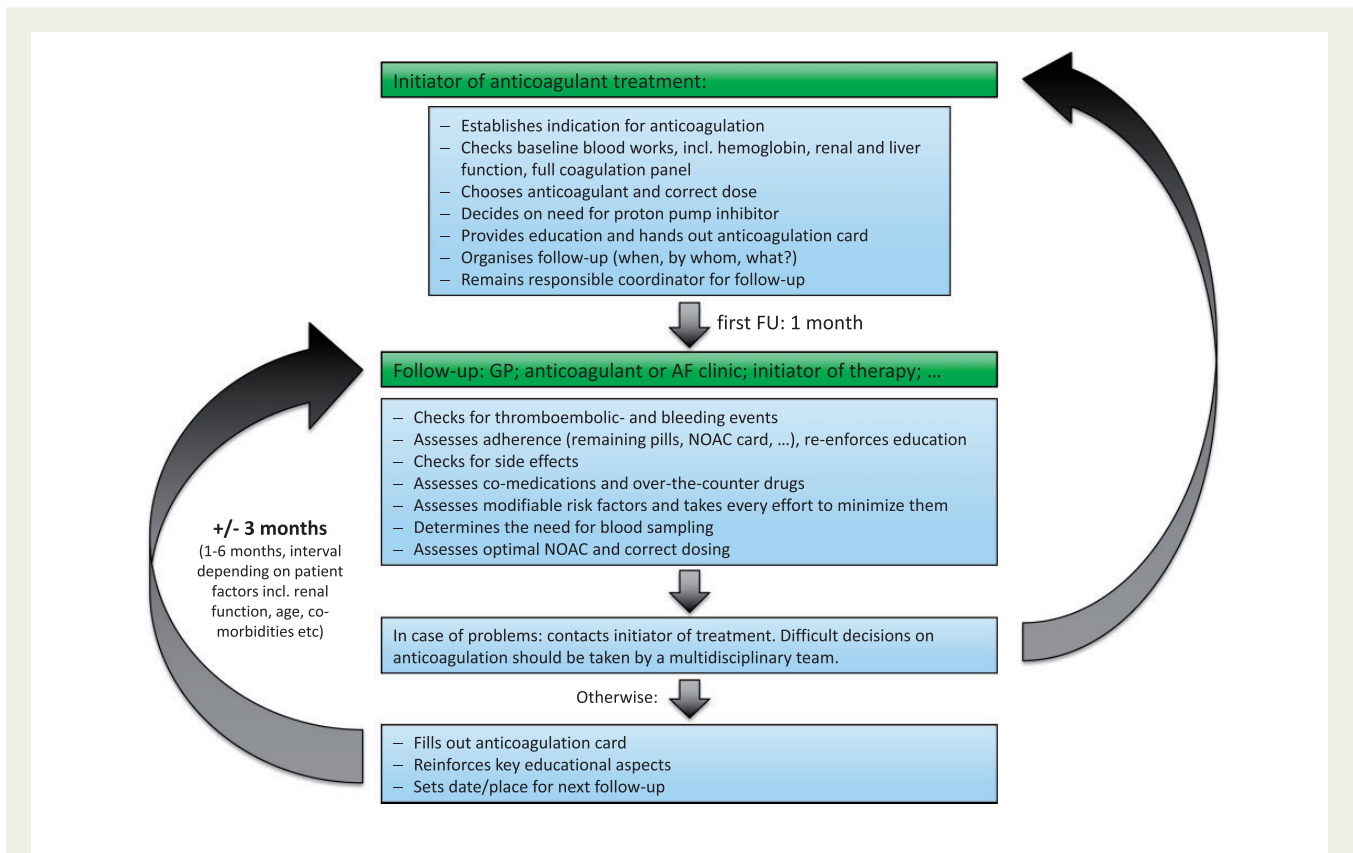 Initiator of anticoagulant treatment:
– Establishes indication for anticoagulation
– Checks baseline blood works, incl. hemoglobin, renal and liver
function, full coagulation panel
– Chooses anticoagulant and correct dose
– Decides on need for proton pump inhibitor
– Provides education and hands out anticoagulation card
– Organises follow-up (when, by whom, what?)
– Remains responsible coordinator for follow-up
first FU: 1 month
Follow-up: GP; anticoagulant or AF clinic; initiator of therapy; ...
– Checks for thromboembolic- and bleeding events
– Assesses adherence (remaining pills, NOAC card, ...), re-enforces education
– Checks for side effects
– Assesses co-medications and over-the-counter drugs
– Assesses modifiable risk factors and takes every effort to minimize them
– Determines the need for blood sampling
– Assesses optimal NOAC and correct dosing
+/- 3 months
(1-6 months, interval
depending on patient
factors incl. renal
function, age, co-
morbidities etc)
In case of problems: contacts initiator of treatment. Difficult decisions on
anticoagulation should be taken by a multidisciplinary team.
Otherwise:
– Fills out anticoagulation card
– Reinforces key educational aspects
– Sets date/place for next follow-up